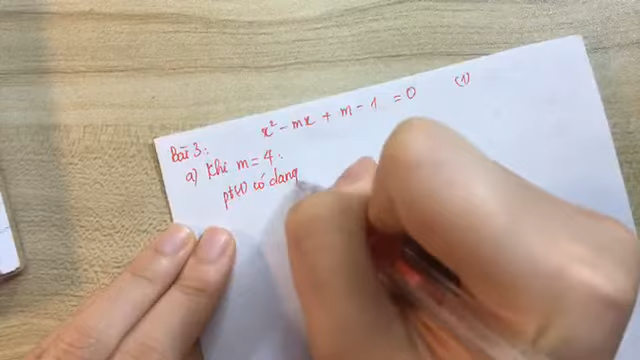 x² - mx + m - 1 = 0 (1)
Bài 3:
a) Khi m = 4:
pt(1) có dạng